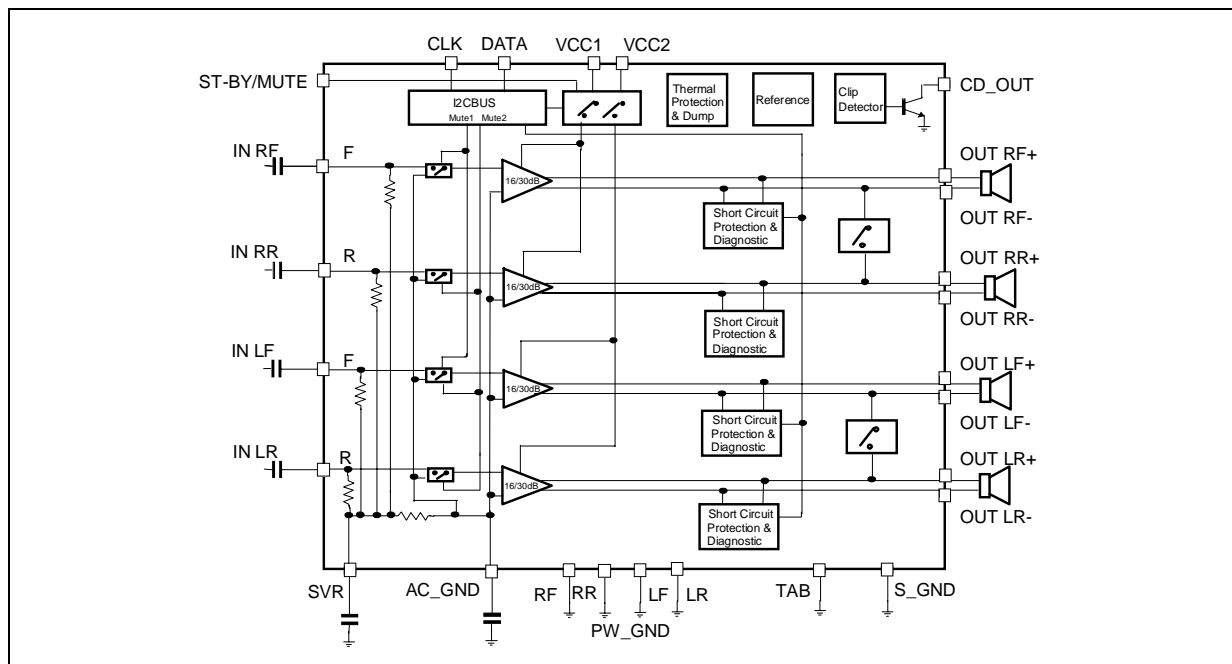 CLK
DATA
VCC1
VCC2
ST-BY/MUTE
CD_OUT
I2CBUS
Mute1 Mute2
Thermal
Protection
& Dump
Reference
Clip
Detector
IN RF
F
16/30dB
OUT RF+
OUT RF-
Short Circuit
Protection &
Diagnostic
IN RR
R
16/30dB
OUT RR+
OUT RR-
Short Circuit
Protection &
Diagnostic
IN LF
F
16/30dB
OUT LF+
OUT LF-
Short Circuit
Protection &
Diagnostic
IN LR
R
16/30dB
OUT LR+
OUT LR-
Short Circuit
Protection &
Diagnostic
SVR
AC_GND
RF
RR
LF
LR
PW_GND
TAB
S_GND